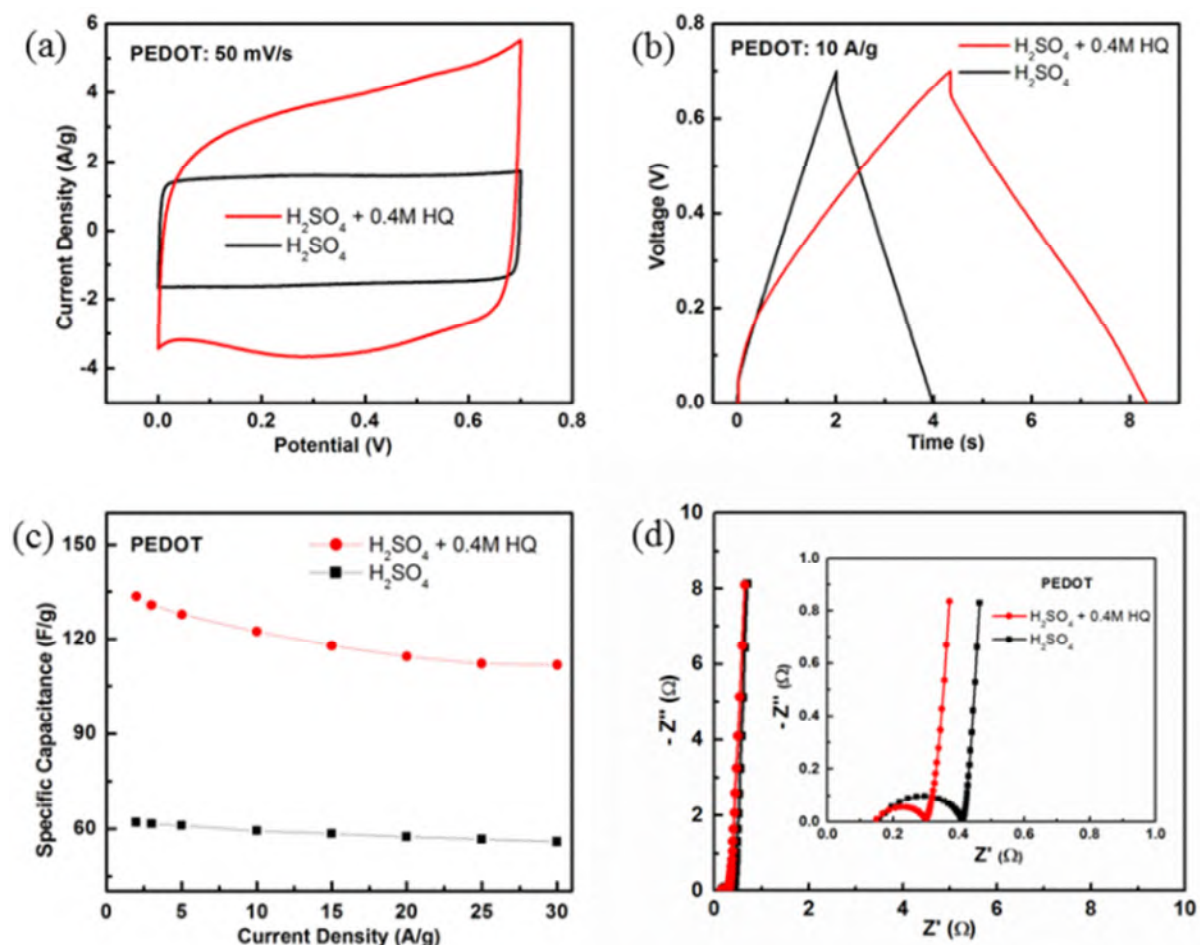 (a)
PEDOT: 50 mV/s
H₂SO₄ + 0.4M HQ
H₂SO₄
Current Density (A/g)
6
4
2
0
-2
-4
0.0 0.2 0.4 0.6 0.8
Potential (V)
(b)
PEDOT: 10 A/g
H₂SO₄ + 0.4M HQ
H₂SO₄
Voltage (V)
0.8
0.6
0.4
0.2
0.0
0 2 4 6 8
Time (s)
(c)
PEDOT
H₂SO₄ + 0.4M HQ
H₂SO₄
Specific Capacitance (F/g)
150
120
90
60
0 5 10 15 20 25 30
Current Density (A/g)
(d)
- Z'' (Ω)
10
8
6
4
2
0
0 2 4 6 8 10
Z' (Ω)
PEDOT
H₂SO₄ + 0.4M HQ
H₂SO₄
- Z'' (Ω)
1.0
0.8
0.6
0.4
0.2
0.0
0.0 0.2 0.4 0.6 0.8 1.0
Z' (Ω)